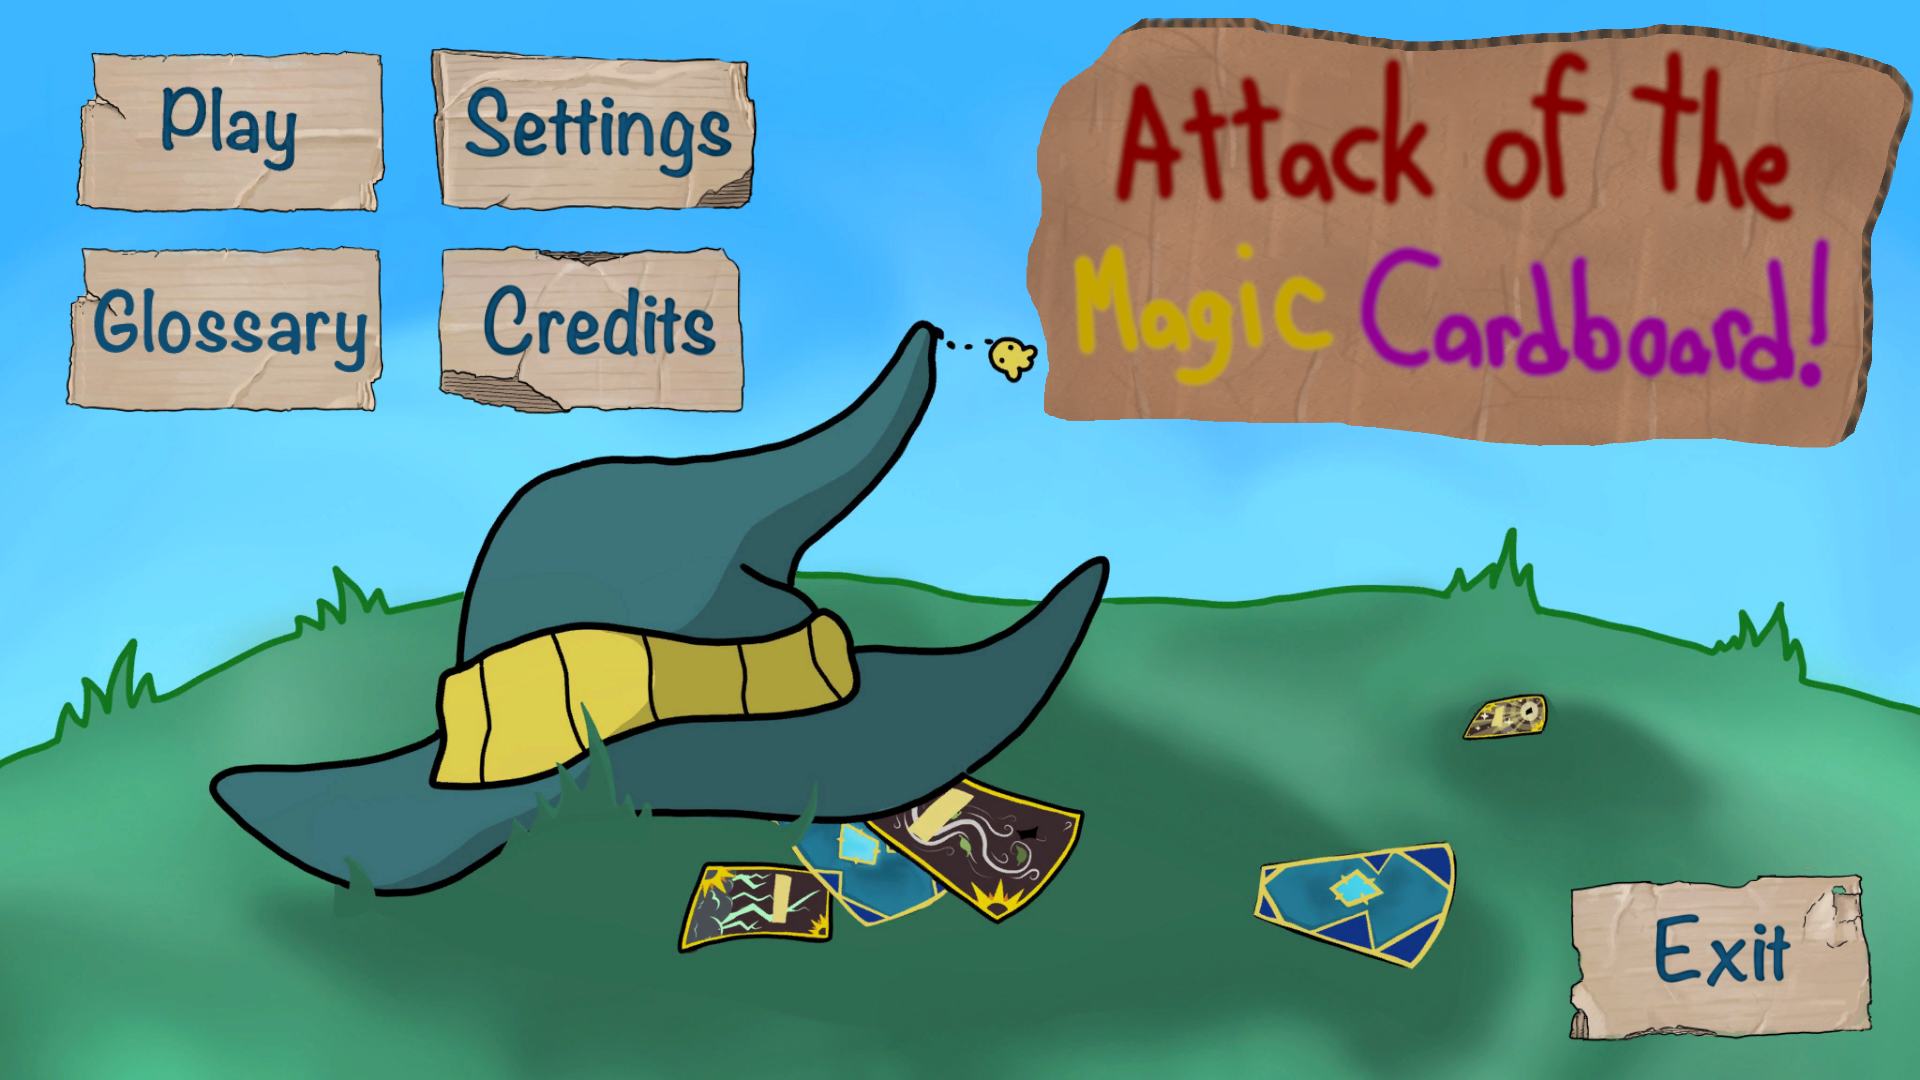 Play
Settings
Glossary
Credits
Attack of the
Magic Cardboard!
Exit